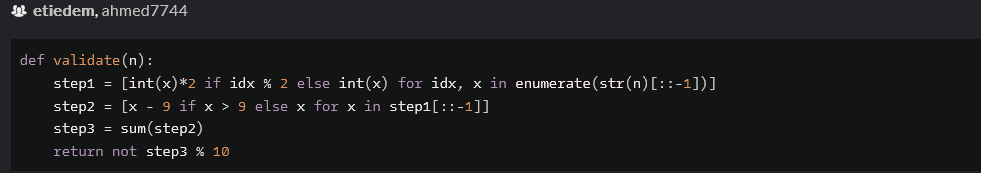 etiedem, ahmed7744
def validate(n):
    step1 = [int(x)*2 if idx % 2 else int(x) for idx, x in enumerate(str(n)[::-1])]
    step2 = [x - 9 if x > 9 else x for x in step1[::-1]]
    step3 = sum(step2)
    return not step3 % 10